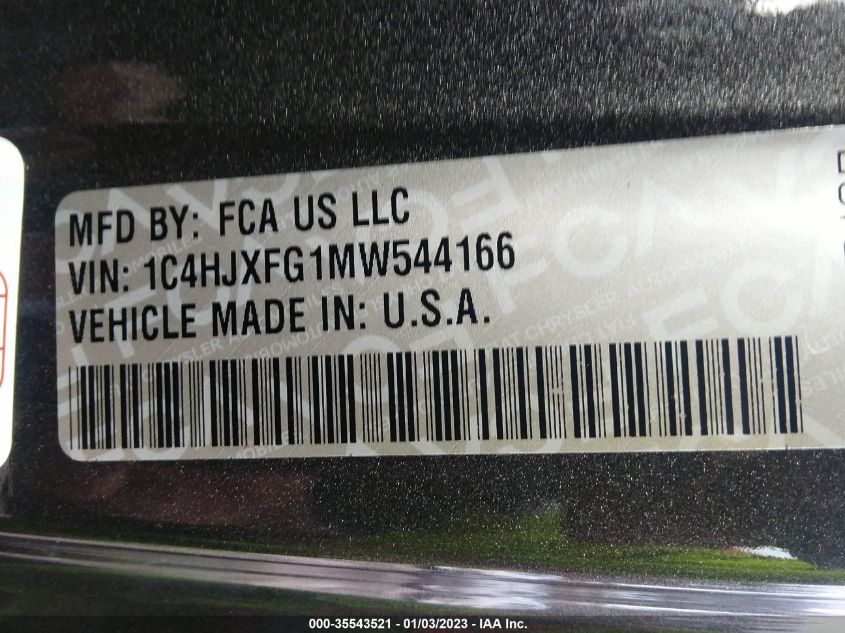 MFD BY: FCA US LLC
VIN: 1C4HJXFG1MW544166
VEHICLE MADE IN: U.S.A.
000-35543521 - 01/03/2023 - IAA Inc.